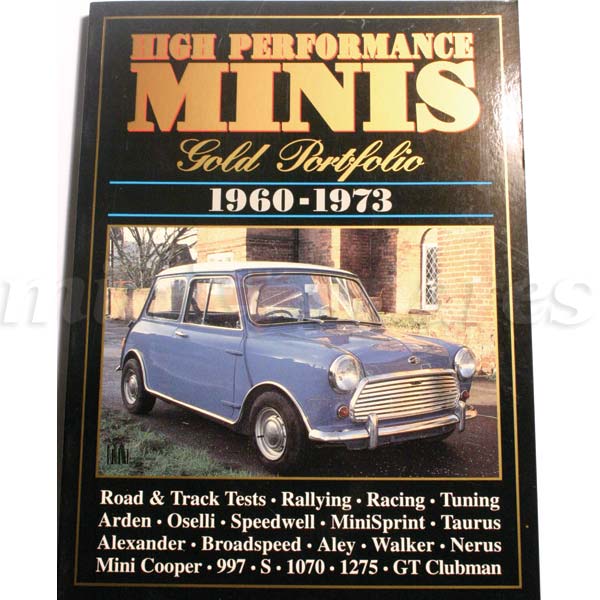 HIGH PERFORMANCE
MINIS
Gold Portfolio
1960-1973
Road & Track Tests · Rallying · Racing · Tuning
Arden · Oselli · Speedwell · MiniSprint · Taurus
Alexander · Broadspeed · Aley · Walker · Nerus
Mini Cooper · 997 · S · 1070 · 1275 · GT Clubman